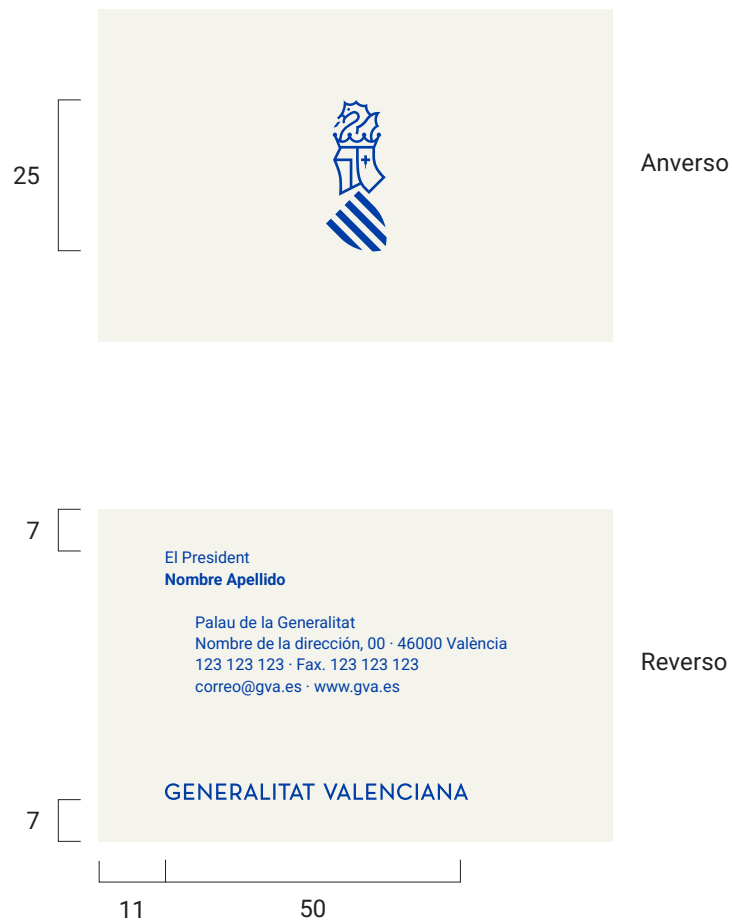 25
Anverso
7
El President
Nombre Apellido
Palau de la Generalitat
Nombre de la dirección, 00 · 46000 València
123 123 123 · Fax. 123 123 123
correo@gva.es · www.gva.es
Reverso
GENERALITAT VALENCIANA
7
11
50